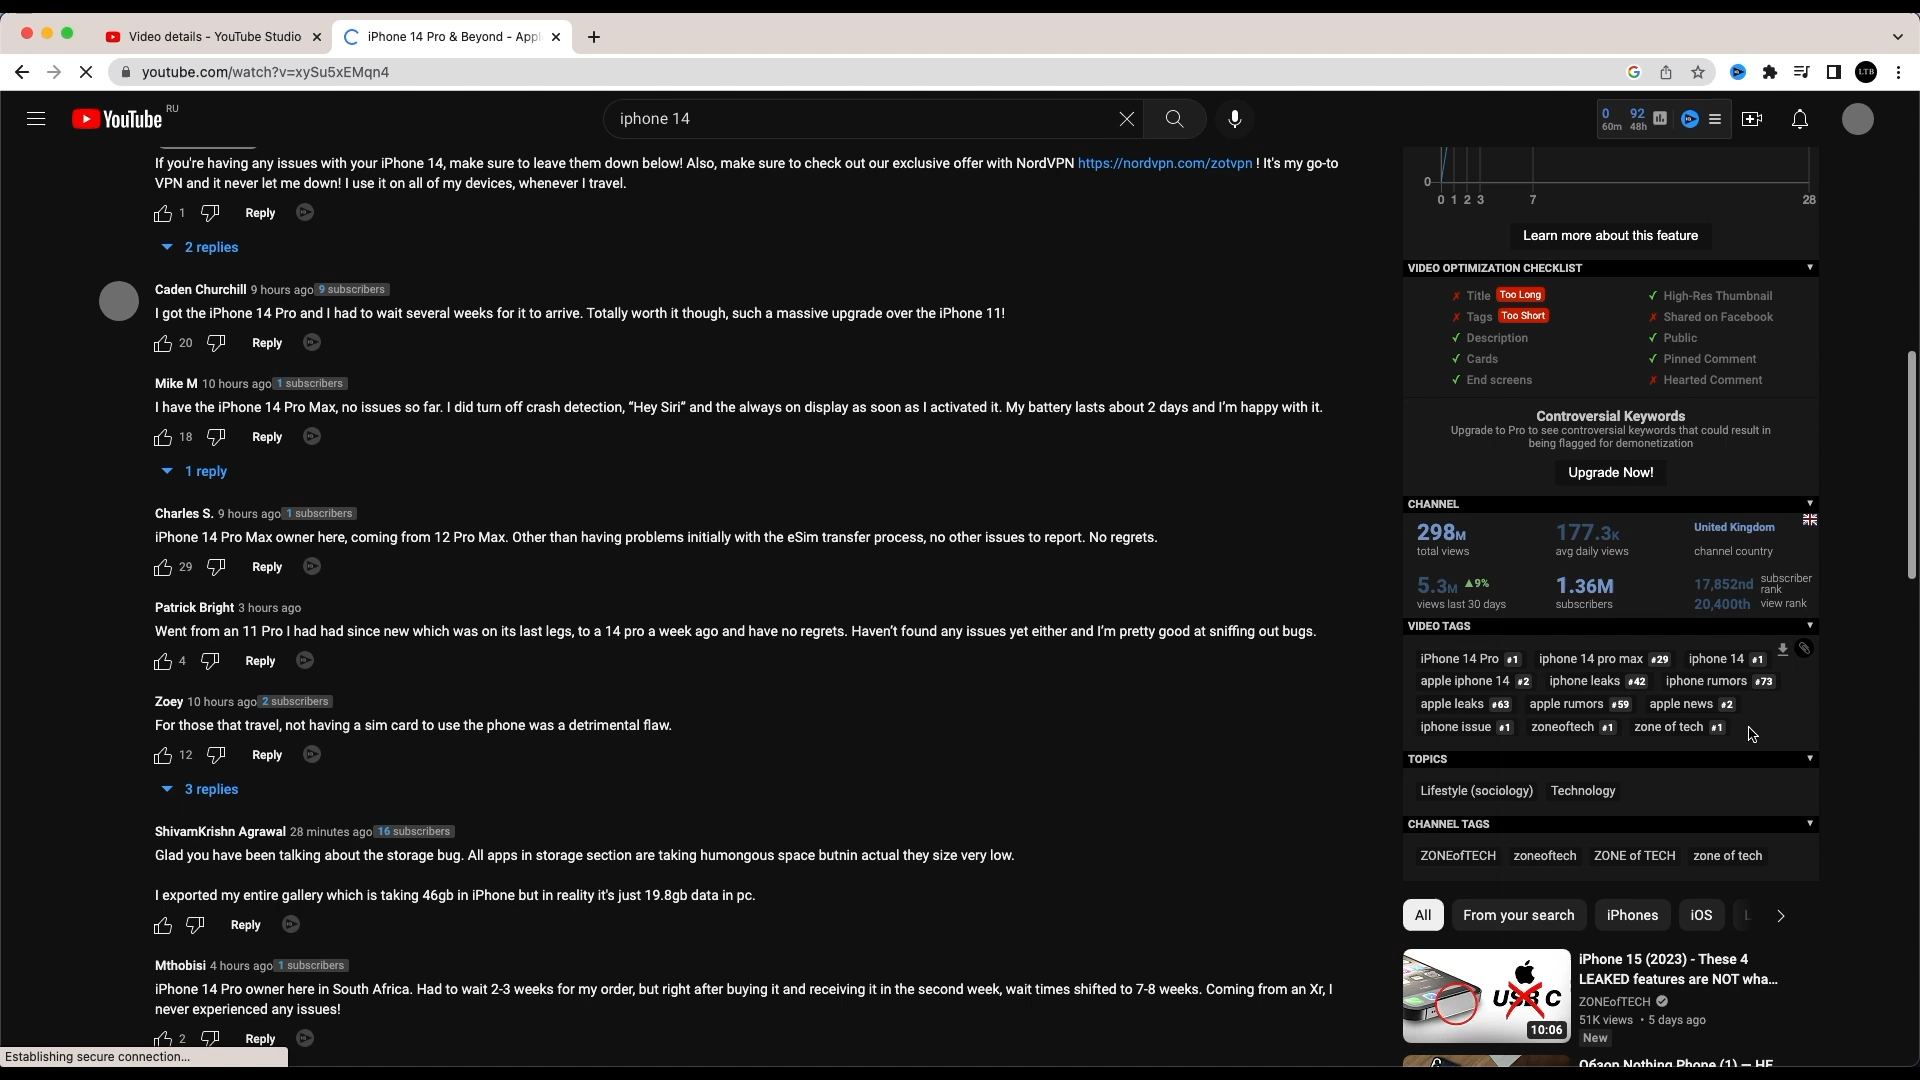 Video details - YouTube Studio
iPhone 14 Pro & Beyond - Appl
youtube.com/watch?v=xySu5xEMqn4
LTB
YouTube RU
iphone 14
0 60m 92 48h
If you're having any issues with your iPhone 14, make sure to leave them down below! Also, make sure to check out our exclusive offer with NordVPN https://nordvpn.com/zotvpn ! It's my go-to
VPN and it never let me down! I use it on all of my devices, whenever I travel.
1 Reply
2 replies
Caden Churchill 9 hours ago 9 subscribers
I got the iPhone 14 Pro and I had to wait several weeks for it to arrive. Totally worth it though, such a massive upgrade over the iPhone 11!
20 Reply
Mike M 10 hours ago 1 subscribers
I have the iPhone 14 Pro Max, no issues so far. I did turn off crash detection, “Hey Siri” and the always on display as soon as I activated it. My battery lasts about 2 days and I’m happy with it.
18 Reply
1 reply
Charles S. 9 hours ago 1 subscribers
iPhone 14 Pro Max owner here, coming from 12 Pro Max. Other than having problems initially with the eSim transfer process, no other issues to report. No regrets.
29 Reply
Patrick Bright 3 hours ago
Went from an 11 Pro I had had since new which was on its last legs, to a 14 pro a week ago and have no regrets. Haven’t found any issues yet either and I’m pretty good at sniffing out bugs.
4 Reply
Zoey 10 hours ago 2 subscribers
For those that travel, not having a sim card to use the phone was a detrimental flaw.
12 Reply
3 replies
ShivamKrishn Agrawal 28 minutes ago 16 subscribers
Glad you have been talking about the storage bug. All apps in storage section are taking humongous space butnin actual they size very low.
I exported my entire gallery which is taking 46gb in iPhone but in reality it's just 19.8gb data in pc.
Reply
Mthobisi 4 hours ago 1 subscribers
iPhone 14 Pro owner here in South Africa. Had to wait 2-3 weeks for my order, but right after buying it and receiving it in the second week, wait times shifted to 7-8 weeks. Coming from an Xr, I
never experienced any issues!
2 Reply
Establishing secure connection...
0
0 1 2 3 7 28
Learn more about this feature
VIDEO OPTIMIZATION CHECKLIST
Title Too Long High-Res Thumbnail
Tags Too Short Shared on Facebook
Description Public
Cards Pinned Comment
End screens Hearted Comment
Controversial Keywords
Upgrade to Pro to see controversial keywords that could result in
being flagged for demonetization
Upgrade Now!
CHANNEL
298M 177.3K United Kingdom
total views avg daily views channel country
5.3M 9% 1.36M 17,852nd subscriber rank
views last 30 days subscribers 20,400th view rank
VIDEO TAGS
iPhone 14 Pro #1 iphone 14 pro max #29 iphone 14 #1
apple iphone 14 #2 iphone leaks #42 iphone rumors #73
apple leaks #63 apple rumors #59 apple news #2
iphone issue #1 zoneoftech #1 zone of tech #1
TOPICS
Lifestyle (sociology) Technology
CHANNEL TAGS
ZONEofTECH zoneoftech ZONE of TECH zone of tech
All From your search iPhones iOS L
USB C
10:06
iPhone 15 (2023) - These 4
LEAKED features are NOT wha...
ZONEofTECH
51K views • 5 days ago
New
Обзор Nothing Phone (1) — НЕ